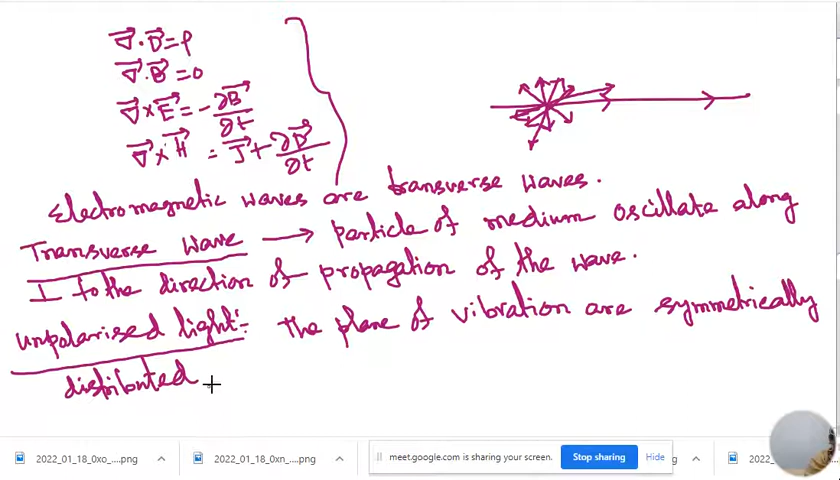 ∇⃗·D⃗=ρ
∇⃗·B⃗=0
∇⃗×E⃗=-∂B⃗/∂t
∇⃗×H⃗=J⃗+∂D⃗/∂t
Electromagnetic waves are transverse waves.
Transverse wave → particle of medium oscillate along
⊥ to the direction of propagation of the wave.
unpolarised light:- The plane of vibration are symmetrically
distributed
2022_01_18_0xo_....png
2022_01_18_0xn_....png
meet.google.com is sharing your screen.
Stop sharing
Hide
g....png
2022_01_18_0x